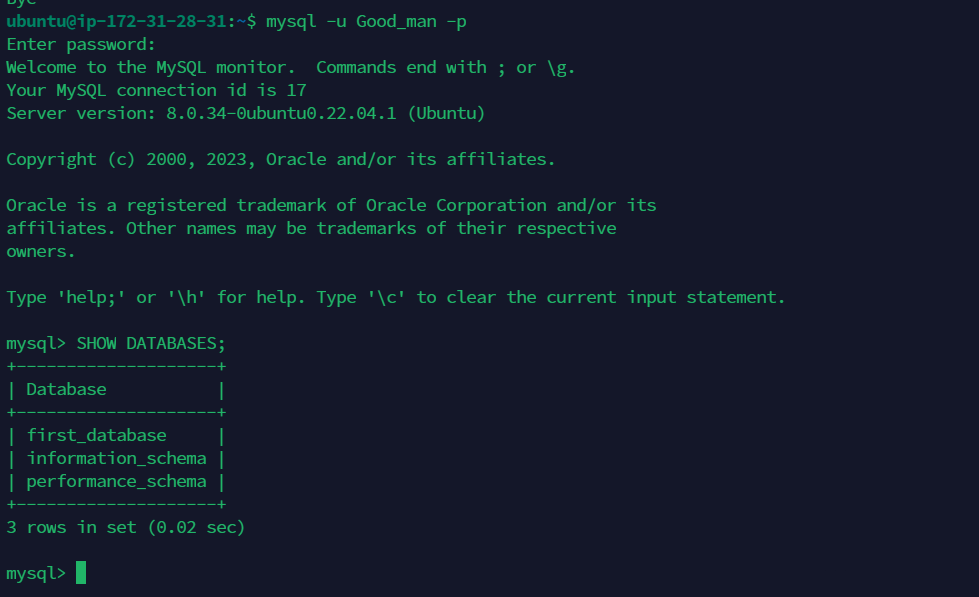 Bye
ubuntu@ip-172-31-28-31:~$ mysql -u Good_man -p
Enter password:
Welcome to the MySQL monitor.  Commands end with ; or \g.
Your MySQL connection id is 17
Server version: 8.0.34-0ubuntu0.22.04.1 (Ubuntu)

Copyright (c) 2000, 2023, Oracle and/or its affiliates.

Oracle is a registered trademark of Oracle Corporation and/or its
affiliates. Other names may be trademarks of their respective
owners.

Type 'help;' or '\h' for help. Type '\c' to clear the current input statement.

mysql> SHOW DATABASES;
+--------------------+
| Database           |
+--------------------+
| first_database     |
| information_schema |
| performance_schema |
+--------------------+
3 rows in set (0.02 sec)

mysql>